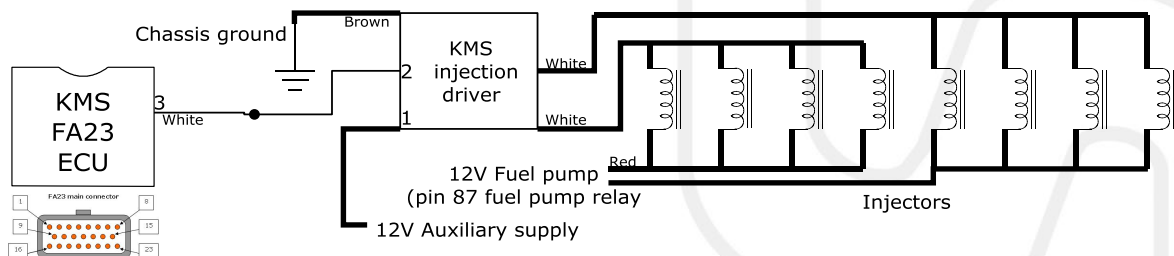 Chassis ground
Brown
KMS
injection
driver
2
1
White
White
KMS
FA23
ECU
3
White
Red
12V Fuel pump
(pin 87 fuel pump relay
Injectors
12V Auxiliary supply
FA23 main connector
1
8
9
15
16
23